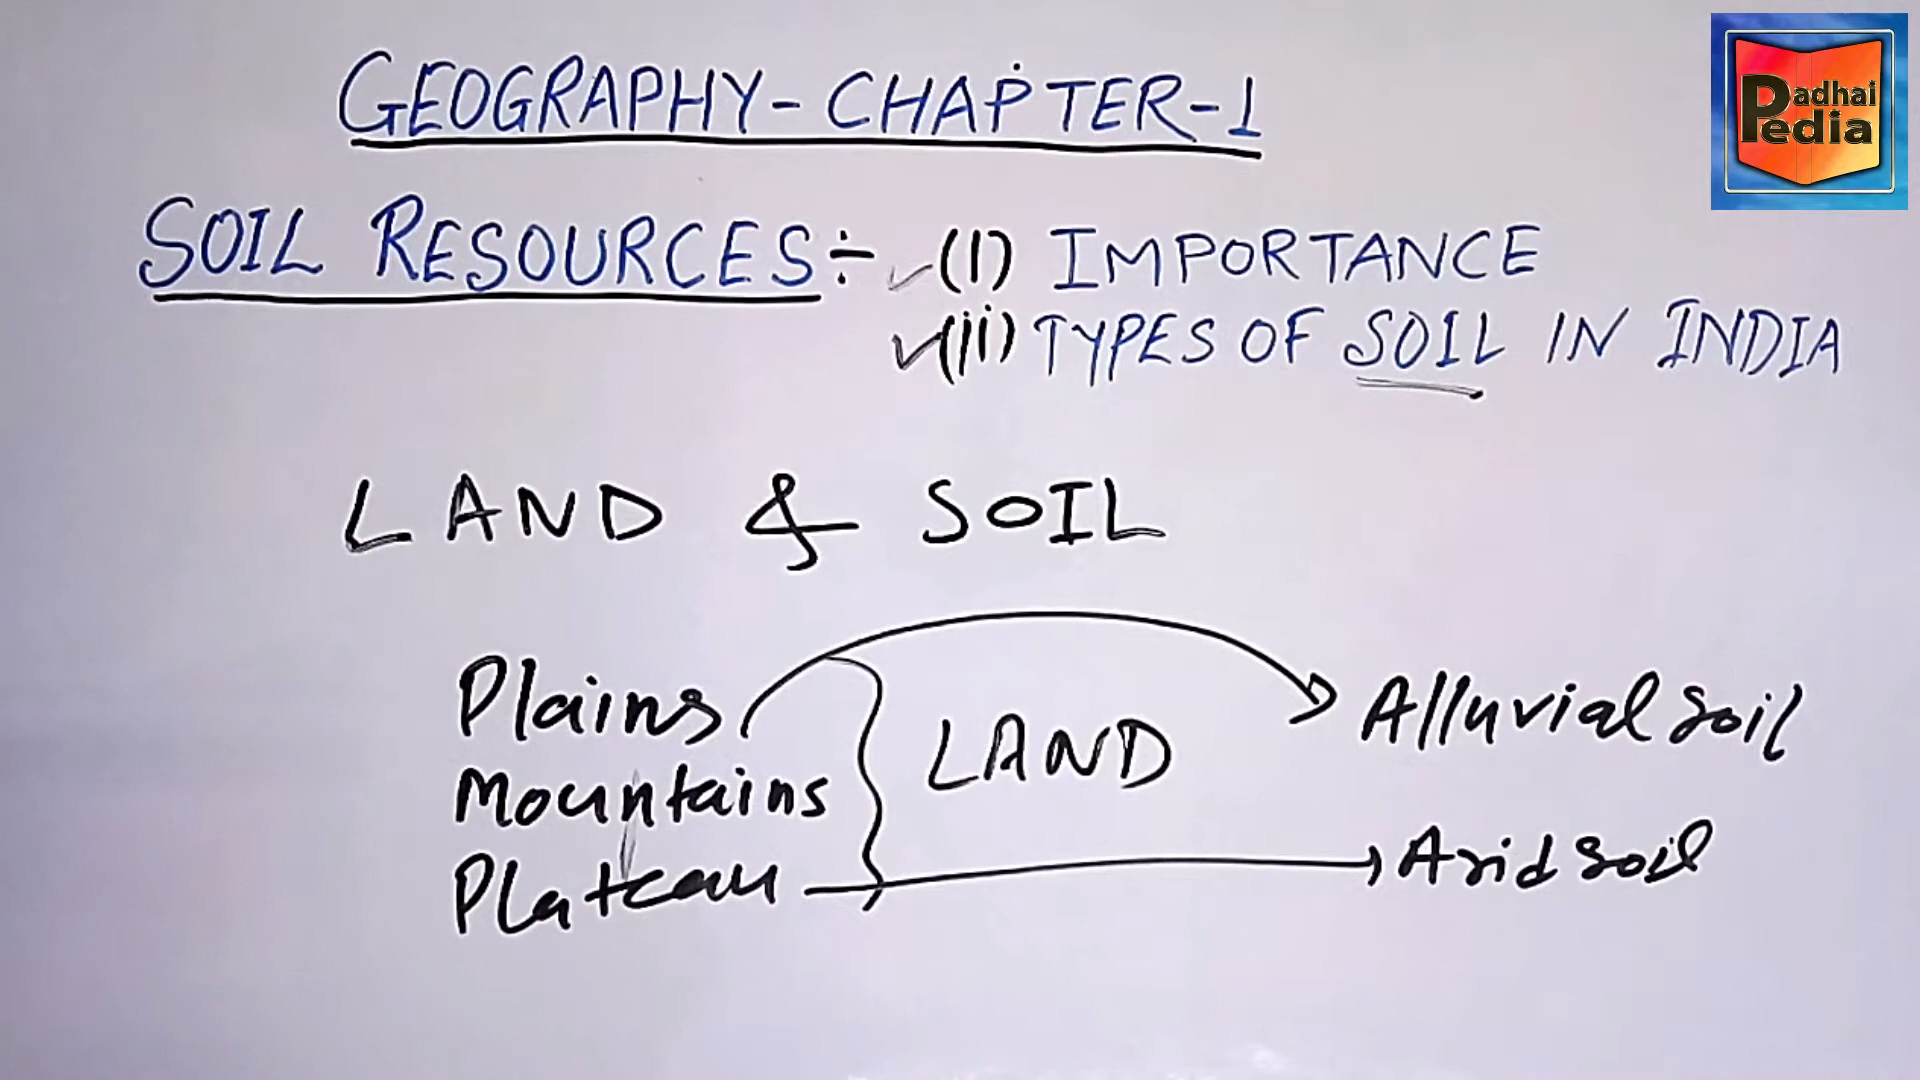 GEOGRAPHY-CHAPTER-1
Padhai
Pedia
SOIL RESOURCES÷ (I) IMPORTANCE
(ii) TYPES OF SOIL IN INDIA
LAND & SOIL
Plains
Mountains
Plateau
LAND
Alluvial soil
Arid soil